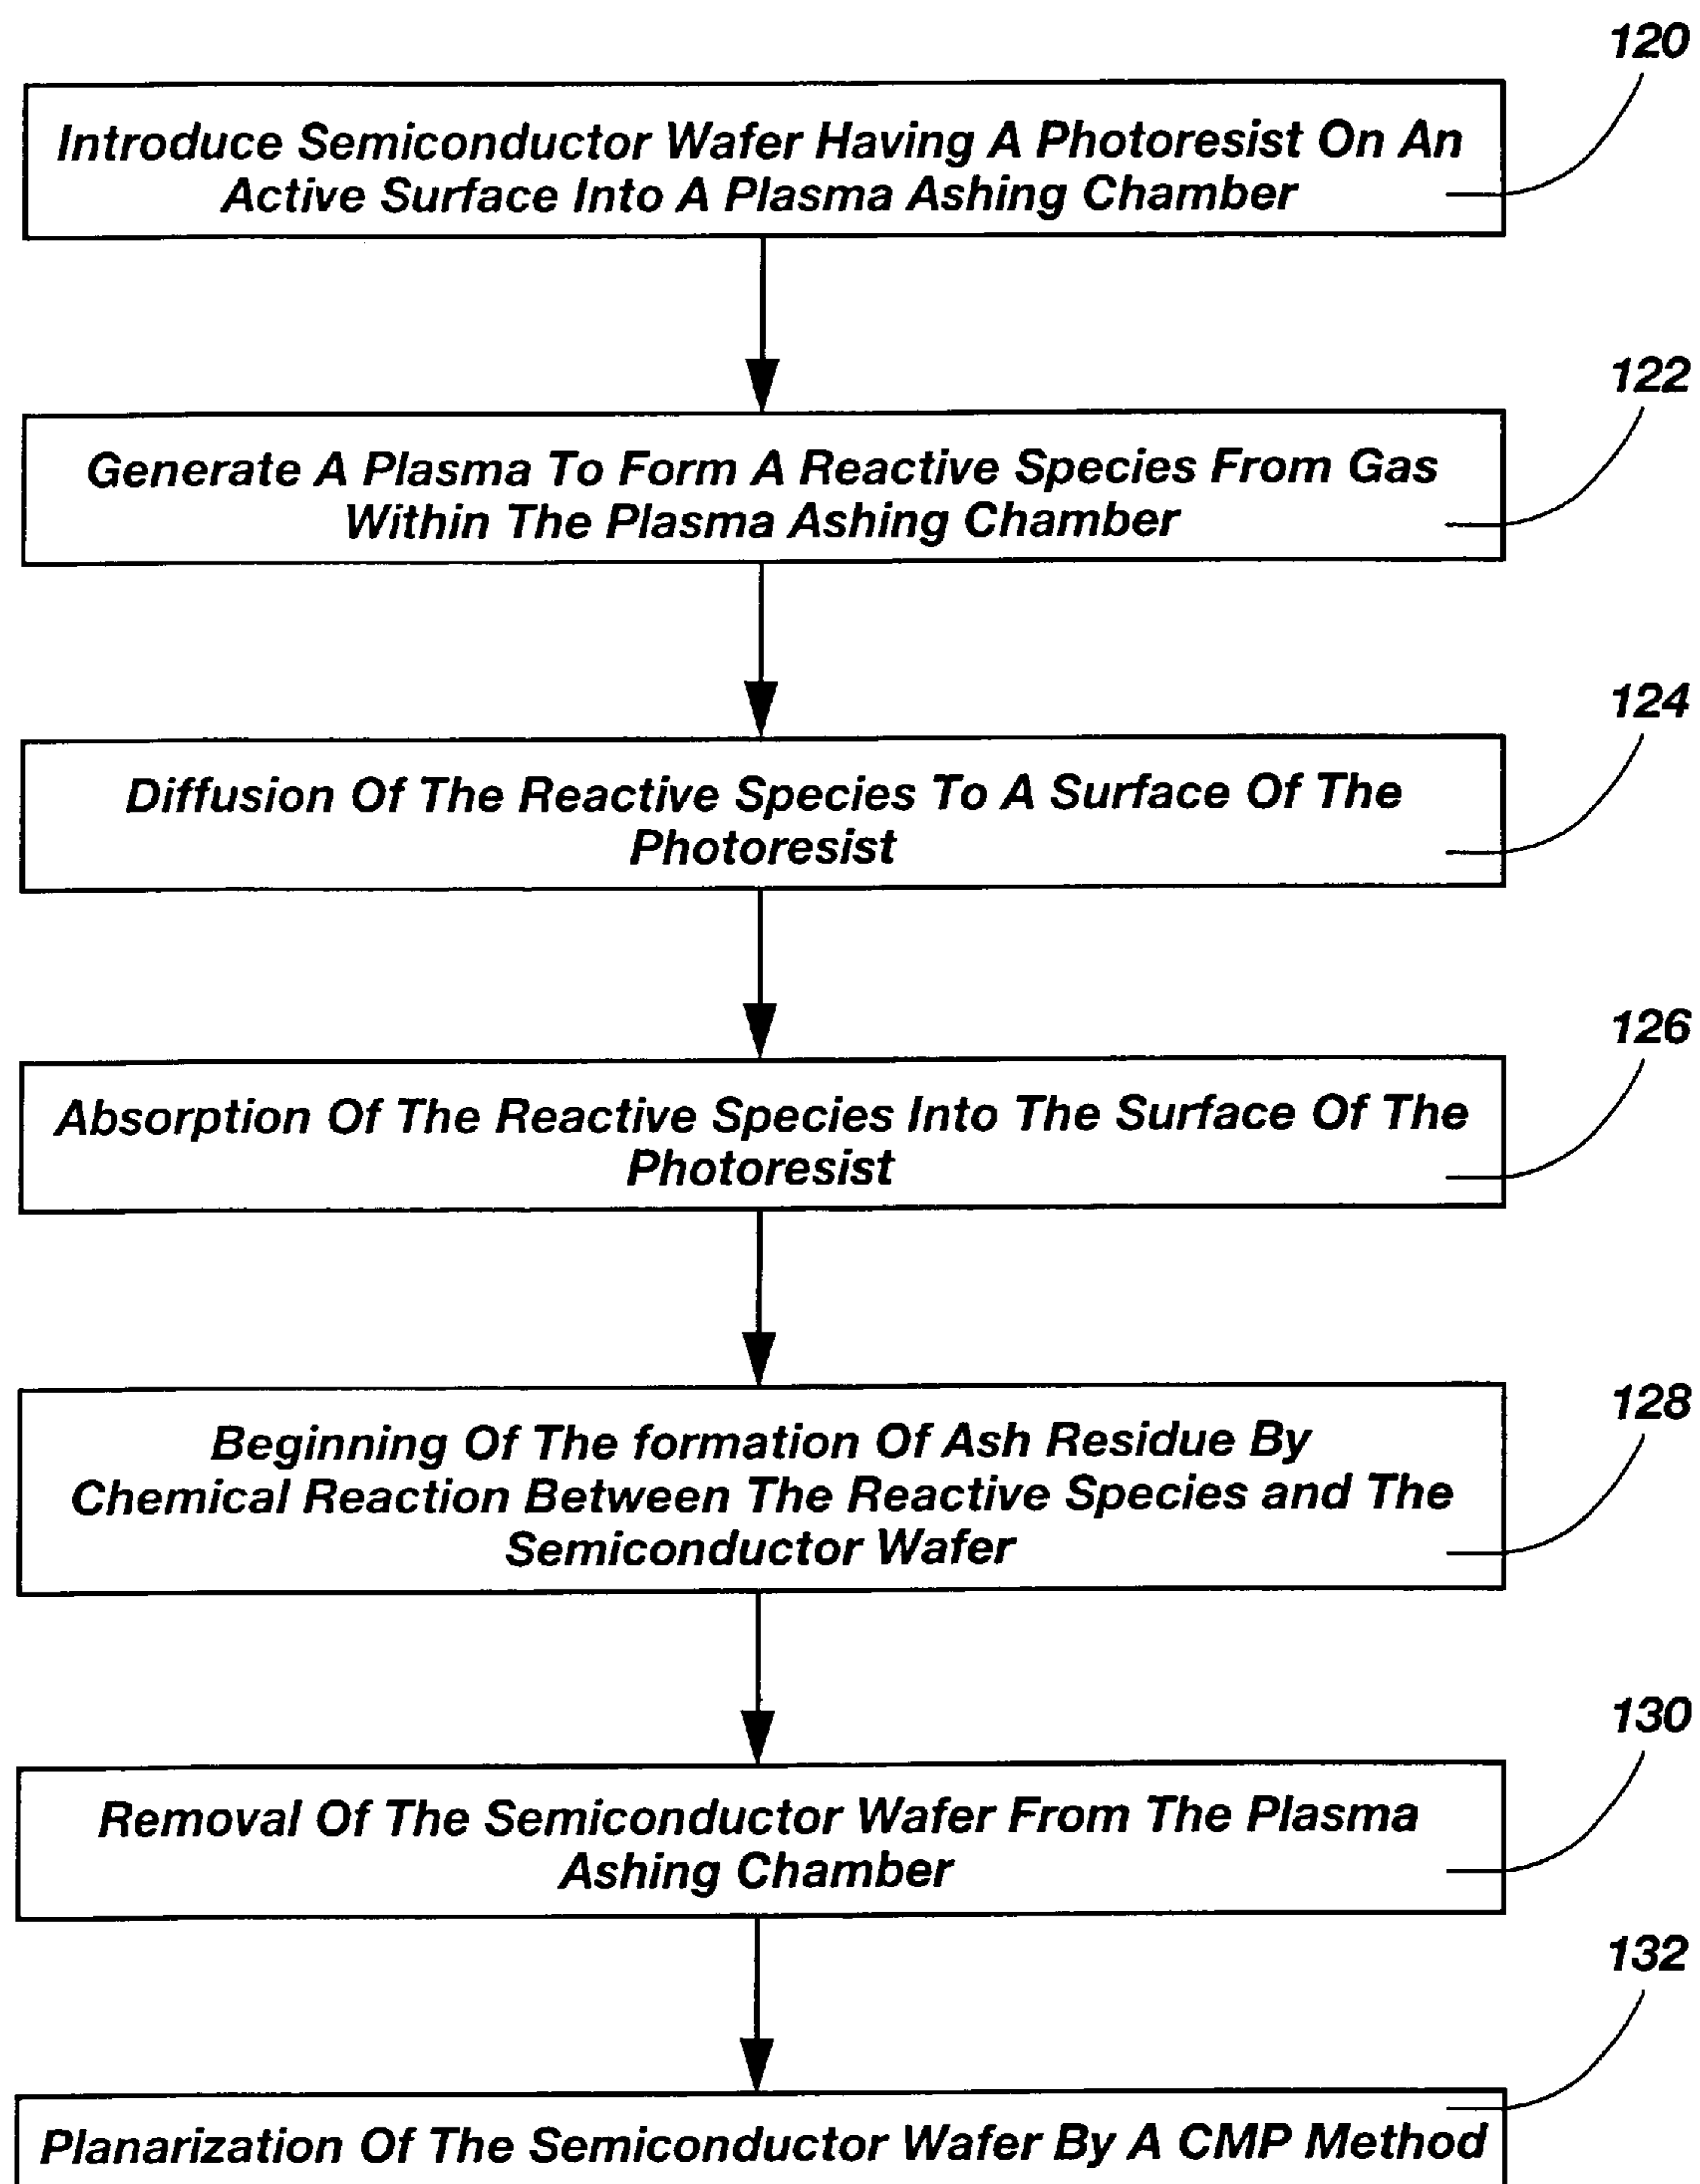 120
Introduce Semiconductor Wafer Having A Photoresist On An
Active Surface Into A Plasma Ashing Chamber
122
Generate A Plasma To Form A Reactive Species From Gas
Within The Plasma Ashing Chamber
124
Diffusion Of The Reactive Species To A Surface Of The
Photoresist
126
Absorption Of The Reactive Species Into The Surface Of The
Photoresist
128
Beginning Of The formation Of Ash Residue By
Chemical Reaction Between The Reactive Species and The
Semiconductor Wafer
130
Removal Of The Semiconductor Wafer From The Plasma
Ashing Chamber
132
Planarization Of The Semiconductor Wafer By A CMP Method